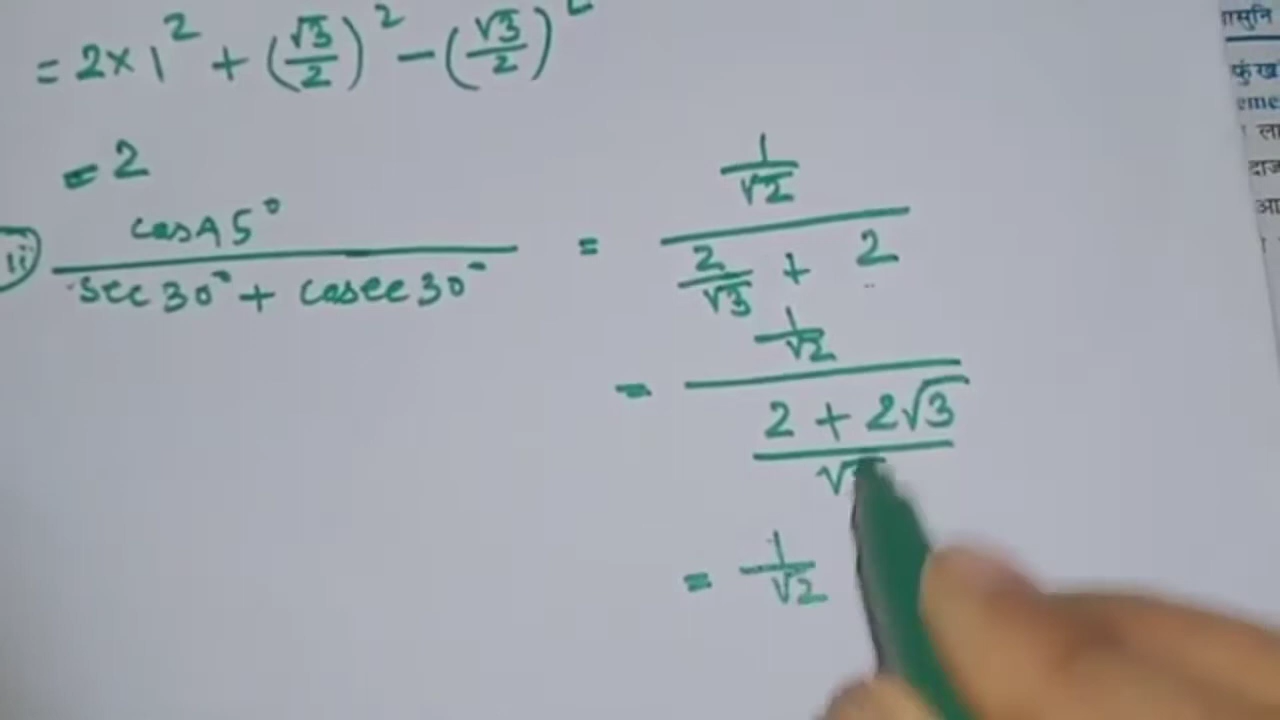 = 2 × 1² + (√3/2)² - (√3/2)²
= 2
ii) cos45° / sec30° + cosec30° = 1/√2 / 2/√3 + 2
= 1/√2 / 2 + 2√3 / √
= 1/√2
फुं
eme
ला
आ